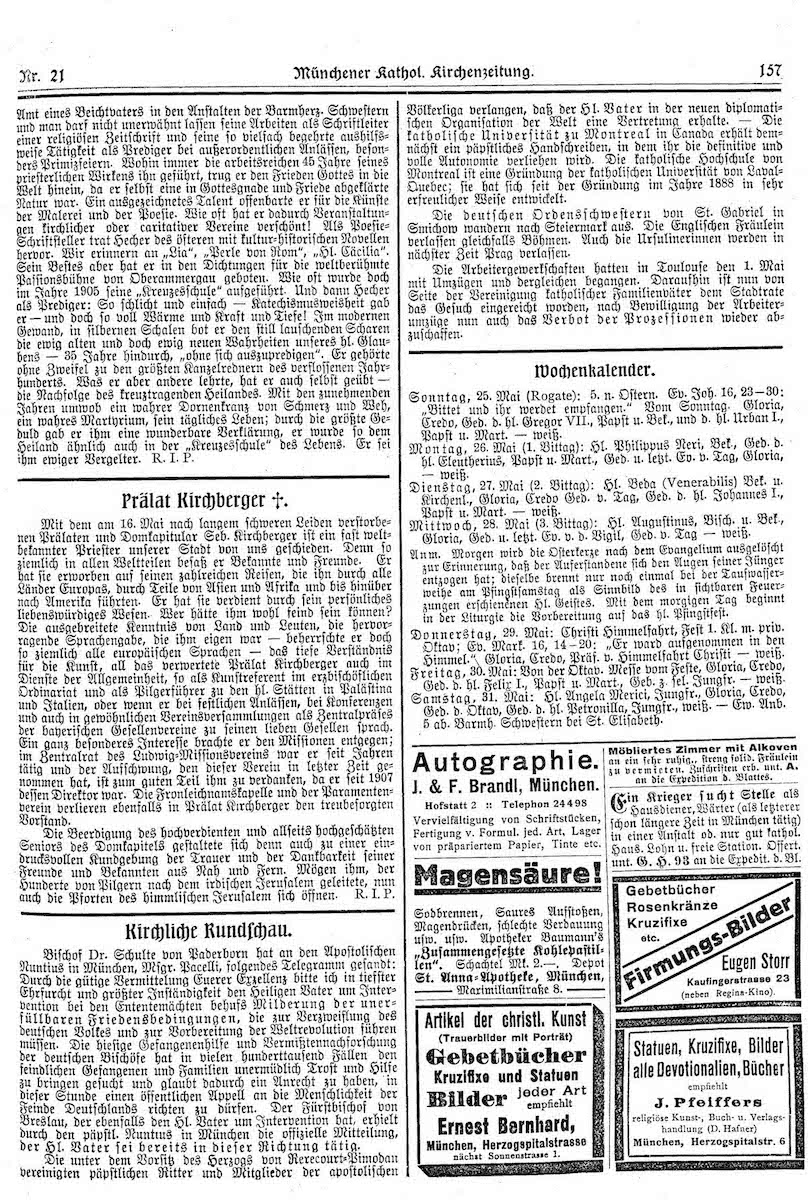 Nr. 21
Münchener Kathol. Kirchenzeitung.
157
Amt eines Beichtvaters in den Anstalten der Barmherz. Schwestern
und man darf nicht unerwähnt lassen seine Arbeiten als Schriftleiter
einer religiösen Zeitschrift und seine so vielfach begehrte aushilfs-
weise Tätigkeit als Prediger bei außerordentlichen Anlässen, beson-
ders Primizfeiern. Wohin immer die arbeitsreichen 45 Jahre seines
priesterlichen Wirkens ihn geführt, trug er den Frieden Gottes in die
Welt hinein, da er selbst eine in Gottesgnade und Friede abgeklärte
Natur war. Ein ausgezeichnetes Talent offenbarte er für die Künste
der Malerei und der Poesie. Wie oft hat er dadurch Veranstaltun-
gen kirchlicher oder caritativer Vereine verschönt! Als Poesie-
Schriftsteller trat Hecher des öfteren mit kultur-historischen Novellen
hervor. Wir erinnern an „Lia“, „Perle von Rom“, „Hl. Cäcilia“.
Sein Bestes aber hat er in den Dichtungen für die weltberühmte
Passionsbühne von Oberammergau gehoten. Wie oft wurde doch
im Jahre 1905 seine „Kreuzesschule“ aufgeführt. Und dann Hecher
als Prediger: So schlicht und einfach — Katechismusweisheit gab
er — und doch so voll Wärme und Kraft und Tiefe! Im modernen
Gewand, in silbernen Schalen bot er den still lauschenden Scharen
die ewig alten und doch ewig neuen Wahrheiten unseres hl. Glau-
bens — 35 Jahre hindurch, „ohne sich auszupredigen“. Er gehörte
ohne Zweifel zu den größten Kanzelrednern des verflossenen Jahr-
hunderts. Was er aber andere lehrte, hat er auch selbst geübt —
die Nachfolge des kreuztragenden Heilandes. Mit den zunehmenden
Jahren umwob ein wahrer Dornenkranz von Schmerz und Weh,
ein wahres Martyrium, sein tägliches Leben; durch die größte Ge-
duld gab er ihm eine wunderbare Verklärung, er wurde so dem
Heiland ähnlich auch in der „Kreuzesschule“ des Lebens. Er sei
ihm ewiger Vergelter. R. I. P.
Prälat Kirchberger †.
Mit dem am 16. Mai nach langem schweren Leiden verstorbe-
nen Prälaten und Domkapitular Seb. Kirchberger ist ein fast welt-
bekannter Priester unserer Stadt von uns geschieden. Denn so
ziemlich in allen Weltteilen besaß er Bekannte und Freunde. Er
hat sie erworben auf seinen zahlreichen Reisen, die ihn durch alle
Länder Europas, durch Teile von Asien und Afrika und bis hinüber
nach Amerika führten. Er hat sie verdient durch sein persönliches
liebenswürdiges Wesen. Wer hätte ihm wohl feind sein können?
Die ausgebreitete Kenntnis von Land und Leuten, die hervor-
ragende Sprachengabe, die ihm eigen war — beherrschte er doch
so ziemlich alle europäischen Sprachen — das tiefe Verständnis
für die Kunst, all das verwertete Prälat Kirchberger auch im
Dienste der Allgemeinheit, so als Kunstreferent im erzbischöflichen
Ordinariat und als Pilgerführer zu den hl. Stätten in Palästina
und Italien, oder wenn er bei festlichen Anlässen, bei Konferenzen
und auch in gewöhnlichen Vereinsversammlungen als Zentralpräses
der bayerischen Gesellenvereine zu seinen lieben Gesellen sprach.
Ein ganz besonderes Interesse brachte er den Missionen entgegen;
im Zentralrat des Ludwig-Missionsvereins war er seit Jahren
tätig und der Aufschwung, den dieser Verein in letzter Zeit ge-
nommen hat, ist zum guten Teil ihm zu verdanken, da er seit 1907
dessen Direktor war. Die Fronleichnamskapelle und der Paramenten-
verein verlieren ebenfalls in Prälat Kirchberger den treubesorgten
Vorstand.
Die Beerdigung des hochverdienten und allseits hochgeschätzten
Seniors des Domkapitels gestaltete sich denn auch zu einer ein-
drucksvollen Kundgebung der Trauer und der Dankbarkeit seiner
Freunde und Bekannten aus Nah und Fern. Mögen ihm, der
Hunderte von Pilgern nach dem irdischen Jerusalem geleitete, nun
auch die Pforten des himmlischen Jerusalem sich öffnen. R. I. P.
Kirchliche Rundschau.
Bischof Dr. Schulte von Paderborn hat an den Apostolischen
Nuntius in München, Msgr. Pacelli, folgendes Telegramm gesandt:
Durch die gütige Vermittlung Euerer Exzellenz bitte ich in tiefster
Ehrfurcht und größter Inständigkeit den Heiligen Vater um Inter-
vention bei den Ententemächten behufs Milderung der uner-
füllbaren Friedensbedingungen, die zur Verzweiflung des
deutschen Volkes und zur Vorbereitung der Weltrevolution führen
müssen. Die hiesige Gefangenenhilfe und Vermißtennachforschung
der deutschen Bischöfe hat in vielen hunderttausend Fällen den
feindlichen Gefangenen und Familien unermüdlich Trost und Hilfe
zu bringen gesucht und glaubt dadurch ein Anrecht zu haben, in
dieser Stunde einen öffentlichen Appell an die Menschlichkeit der
Feinde Deutschlands richten zu dürfen. Der Fürstbischof von
Breslau, der ebenfalls den Hl. Vater um Intervention bat, erhielt
durch den päpstl. Nuntius in München die offizielle Mitteilung,
der Hl. Vater sei bereits in dieser Richtung tätig.
Die unter dem Vorsitz des Herzogs von Rerecourt-Pimodan
vereinigten päpstlichen Ritter und Mitglieder der apostolischen
Völkerliga verlangen, daß der Hl. Vater in der neuen diplomati-
schen Organisation der Welt eine Vertretung erhalte. — Die
katholische Universität zu Montreal in Canada erhält dem-
nächst ein päpstliches Handschreiben, in dem ihr die definitive und
volle Autonomie verliehen wird. Die katholische Hochschule von
Montreal ist eine Gründung der katholischen Universität von Laval-
Quebec; sie hat sich seit der Gründung im Jahre 1888 in sehr
erfreulicher Weise entwickelt.
Die deutschen Ordensschwestern von St. Gabriel in
Smichow wandern nach Steiermark aus. Die Englischen Fräulein
verlassen gleichfalls Böhmen. Auch die Ursulinerinnen werden in
nächster Zeit Prag verlassen.
Die Arbeitergewerkschaften hatten in Toulouse den 1. Mai
mit Umzügen und dergleichen begangen. Daraufhin ist nun von
Seite der Vereinigung katholischer Familienväter dem Stadtrate
das Gesuch eingereicht worden, nach Bewilligung der Arbeiter-
umzüge nun auch das Verbot der Prozessionen wieder ab-
zuschaffen.
Wochenkalender.
Sonntag, 25. Mai (Rogate): 5. n. Ostern. Ev. Joh. 16, 23–30:
„Bittet und ihr werdet empfangen.“ Vom Sonntag. Gloria,
Credo, Ged. d. hl. Gregor VII., Papst u. Bek., und d. hl. Urban I.,
Papst u. Mart. — weiß.
Montag, 26. Mai (1. Bittag): Hl. Philippus Neri, Bek., Ged. d.
hl. Eleutherius, Papst u. Mart., Ged. u. letzt. Ev. v. Tag, Gloria,
— weiß.
Dienstag, 27. Mai (2. Bittag): Hl. Beda (Venerabilis) Bek. u.
Kirchenl., Gloria, Credo Ged. v. Tag, Ged. d. hl. Johannes I.,
Papst u. Mart. — weiß.
Mittwoch, 28. Mai (3. Bittag): Hl. Augustinus, Bisch. u. Bek.,
Gloria, Ged. u. letzt. Ev. v. d. Vigil, Ged. v. Tag — weiß.
Anm. Morgen wird die Osterkerze nach dem Evangelium ausgelöscht
zur Erinnerung, daß der Auferstandene sich den Augen seiner Jünger
entzogen hat; dieselbe brennt nur noch einmal bei der Taufwasser-
weihe am Pfingstsamstag als Sinnbild des in sichtbaren Feuer-
zungen erschienenen Hl. Geistes. Mit dem morgigen Tag beginnt
in der Liturgie die Vorbereitung auf das hl. Pfingstfest.
Donnerstag, 29. Mai: Christi Himmelfahrt, Fest 1. Kl. m. priv.
Oktav; Ev. Mark. 16, 14–20: „Er ward aufgenommen in den
Himmel.“ Gloria, Credo, Präf. v. Himmelfahrt Christi — weiß.
Freitag, 30. Mai: Von der Oktav. Messe vom Feste, Gloria, Credo,
Ged. d. hl. Felix I., Papst u. Mart., Geb. z. sel. Jungfr. — weiß.
Samstag, 31. Mai: Hl. Angela Merici, Jungfr., Gloria, Credo,
Ged. d. Oktav, Ged. d. hl. Petronilla, Jungfr., weiß. — Ew. Anb.
5 ab. Barmh. Schwestern bei St. Elisabeth.
Autographie.
J. & F. Brandl, München.
Hofstatt 2 :: Telephon 24498
Vervielfältigung von Schriftstücken,
Fertigung v. Formul. jed. Art, Lager
von präpariertem Papier, Tinte etc.
Magensäure!
Sodbrennen, Saures Aufstoßen,
Magendrücken, schlechte Verdauung
usw. usw. Apotheker Baumann's
„Zusammengesetzte Kohlepastil-
len“. Schachtel Mk. 2.—. Depot
St. Anna-Apotheke, München,
Maximilianstraße 8.
Artikel der christl. Kunst
(Trauerbilder mit Porträt)
Gebetbücher
Kruzifixe und Statuen
Bilder jeder Art
empfiehlt
Ernest Bernhard,
München, Herzogspitalstrasse
nächst Sonnenstrasse 1.
Möbliertes Zimmer mit Alkoven
an ein sehr ruhig., streng solid. Fräulein
zu vermieten. Zuschriften erb. unt. A.
an die Expedition d. Blattes.
Ein Krieger sucht Stelle als
Hausdiener, Wärter (als letzterer
schon längere Zeit in München tätig)
in einer Anstalt od. nur gut kathol.
Haus. Lohn u. freie Station. Offert.
unt. G. H. 93 an die Expedit. d. Bl.
Gebetbücher
Rosenkränze
Kruzifixe
etc.
Firmungs-Bilder
Eugen Storr
Kaufingerstrasse 23
(neben Regina-Kino)
Statuen, Kruzifixe, Bilder
alle Devotionalien, Bücher
empfiehlt
J. Pfeiffers
religiöse Kunst-, Buch- u. Verlags-
handlung (D. Hafner)
München, Herzogspitalstr. 6